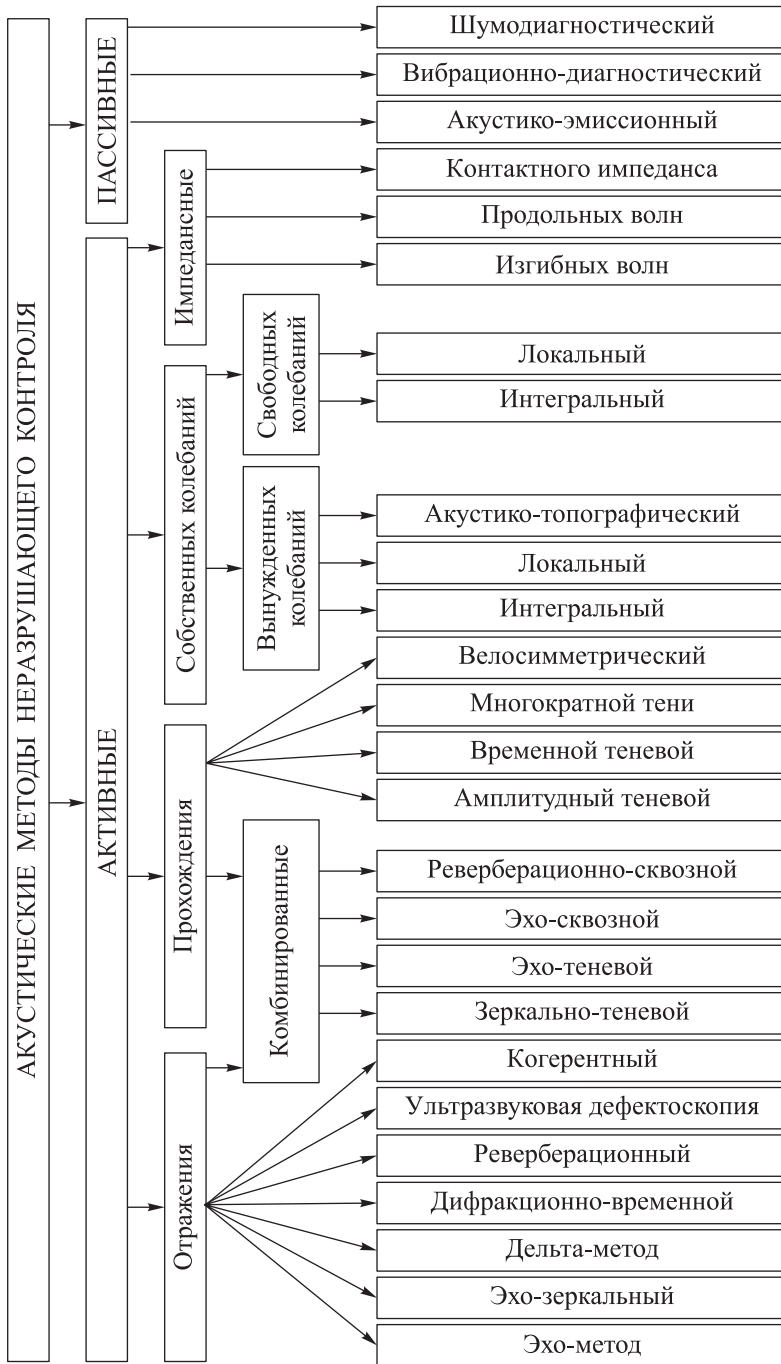 АКУСТИЧЕСКИЕ МЕТОДЫ НЕРАЗРУШАЮЩЕГО КОНТРОЛЯ
ПАССИВНЫЕ
Шумодиагностический
Вибрационно-диагностический
Акустико-эмиссионный
АКТИВНЫЕ
Импедансные
Контактного импеданса
Продольных волн
Изгибных волн
Собственных колебаний
Свободных
колебаний
Локальный
Интегральный
Вынужденных
колебаний
Акустико-топографический
Локальный
Интегральный
Прохождения
Велосимметрический
Многократной тени
Временной теневой
Амплитудный теневой
Комбинированные
Реверберационно-сквозной
Эхо-сквозной
Эхо-теневой
Зеркально-теневой
Отражения
Когерентный
Ультразвуковая дефектоскопия
Реверберационный
Дифракционно-временной
Дельта-метод
Эхо-зеркальный
Эхо-метод